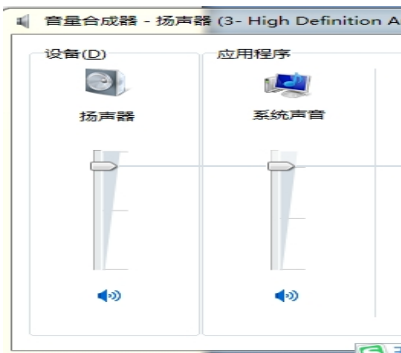 音量合成器 - 扬声器 (3- High Definition A
设备(D)
应用程序
扬声器
系统声音